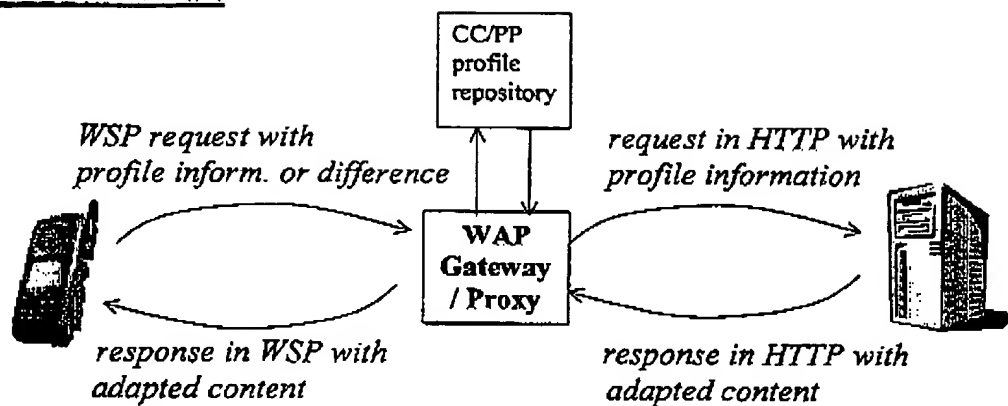 CC/PP
profile
repository
WSP request with
profile inform. or difference
request in HTTP with
profile information
WAP
Gateway
/ Proxy
response in WSP with
adapted content
response in HTTP with
adapted content